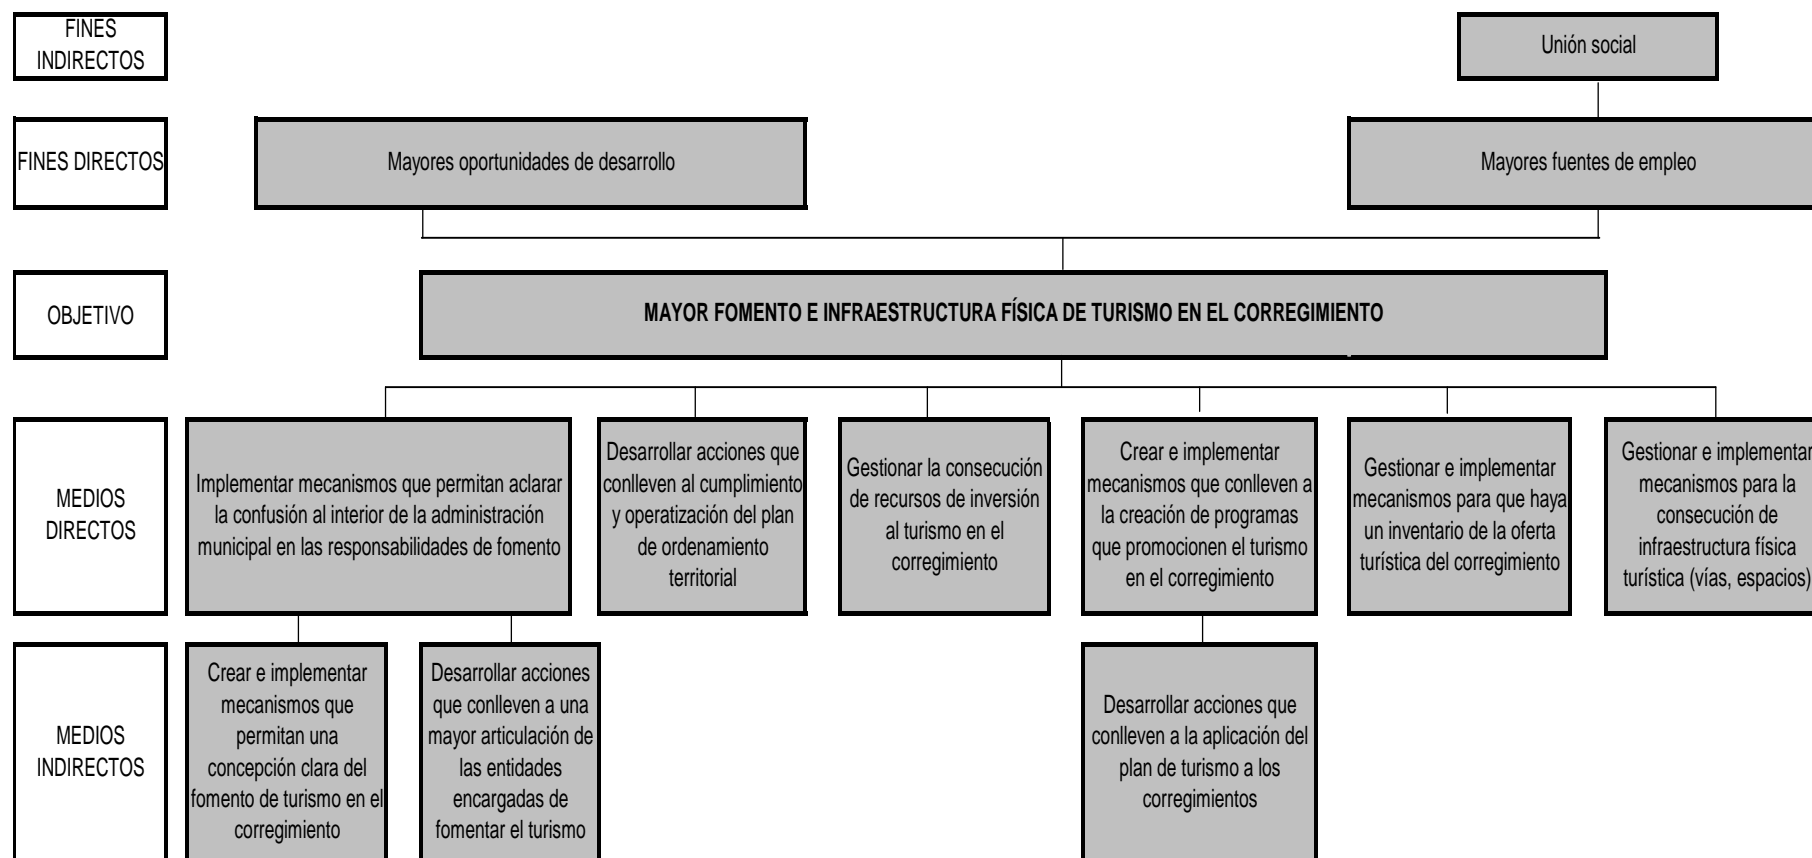 FINES
INDIRECTOS
Unión social
FINES DIRECTOS
Mayores oportunidades de desarrollo
Mayores fuentes de empleo
OBJETIVO
MAYOR FOMENTO E INFRAESTRUCTURA FÍSICA DE TURISMO EN EL CORREGIMIENTO
MEDIOS
DIRECTOS
Implementar mecanismos que permitan aclarar
la confusión al interior de la administración
municipal en las responsabilidades de fomento
Desarrollar acciones que
conlleven al cumplimiento
y operatización del plan
de ordenamiento
territorial
Gestionar la consecución
de recursos de inversión
al turismo en el
corregimiento
Crear e implementar
mecanismos que conlleven a
la creación de programas
que promocionen el turismo
en el corregimiento
Gestionar e implementar
mecanismos para que haya
un inventario de la oferta
turística del corregimiento
Gestionar e implementar
mecanismos para la
consecución de
infraestructura física
turística (vías, espacios)
MEDIOS
INDIRECTOS
Crear e implementar
mecanismos que
permitan una
concepción clara del
fomento de turismo en el
corregimiento
Desarrollar acciones
que conlleven a una
mayor articulación de
las entidades
encargadas de
fomentar el turismo
Desarrollar acciones que
conlleven a la aplicación del
plan de turismo a los
corregimientos